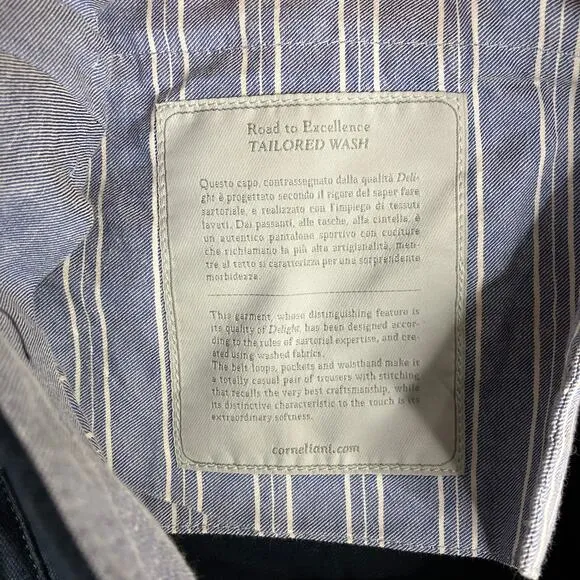 Road to Excellence
TAILORED WASH
Questo capo, contrassegnato dalla qualità Deli-
ght è progettato secondo il rigore del saper fare
sartoriale, e realizzato con l'impiego di tessuti
lavati. Dai passanti, alle tasche, alla cintella, è
un autentico pantalone sportivo con cuciture
che richiamano la più alta artigianalità, men-
tre al tatto si caratterizza per una sorprendente
morbidezza.
This garment, whose distinguishing feature is
its quality of Delight, has been designed accor-
ding to the rules of sartorial expertise, and cre-
ated using washed fabrics.
The belt loops, pockets and waistband make it
a totally casual pair of trousers with stitching
that recalls the very best craftsmanship, while
its distinctive characteristic to the touch is its
extraordinary softness.
corneliani.com